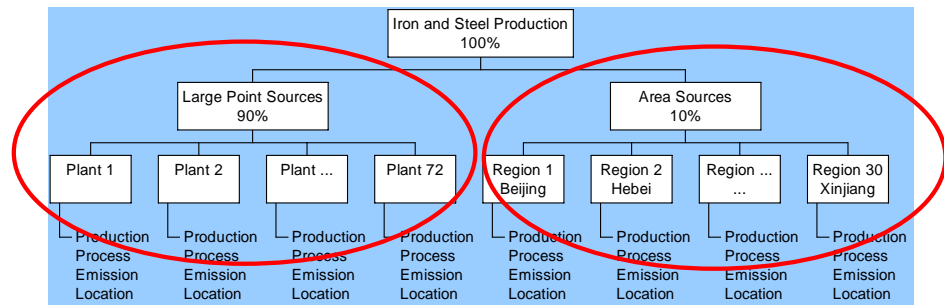 Iron and Steel Production
100%
Large Point Sources
90%
Area Sources
10%
Plant 1
Plant 2
Plant ...
Plant 72
Region 1
Beijing
Region 2
Hebei
Region ...
...
Region 30
Xinjiang
Production
Process
Emission
Location
Production
Process
Emission
Location
Production
Process
Emission
Location
Production
Process
Emission
Location
Production
Process
Emission
Location
Production
Process
Emission
Location
Production
Process
Emission
Location
Production
Process
Emission
Location